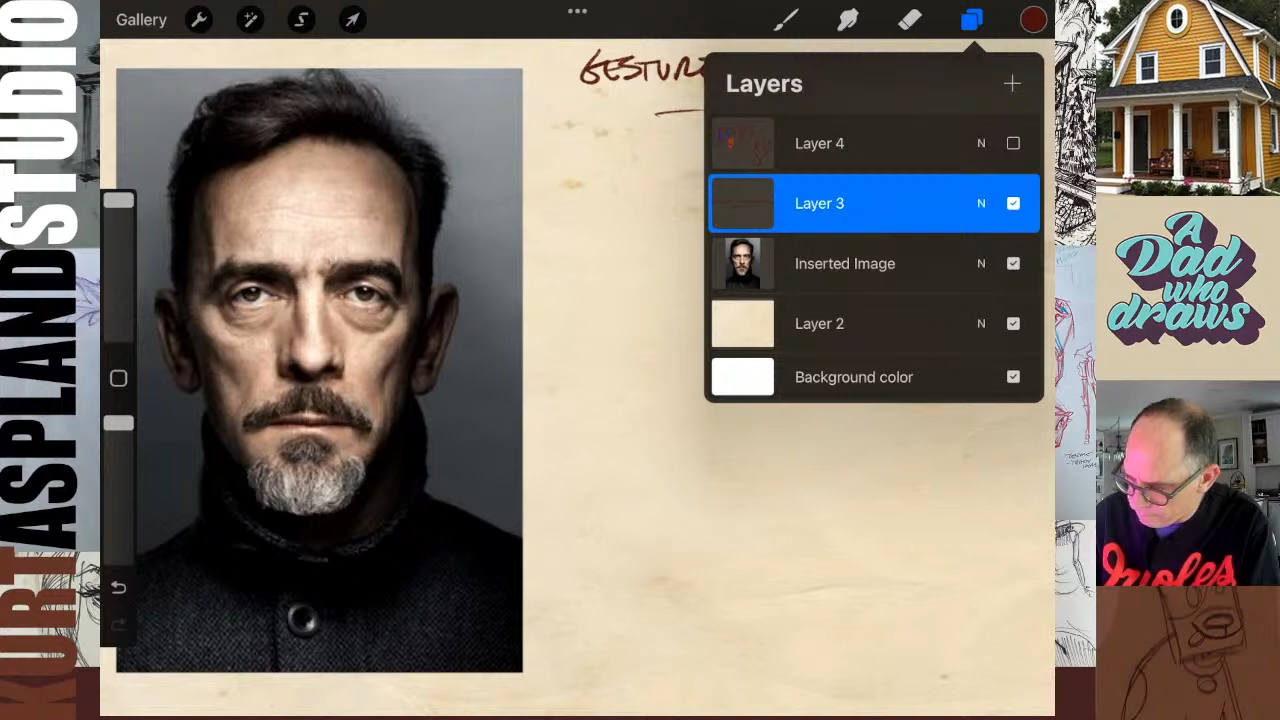 KURT ASPLAND STUDIO
Gallery
GESTURE
Layers
Layer 4
N
Layer 3
N
Inserted Image
N
Layer 2
N
Background color
A
Dad
who
draws
Orioles